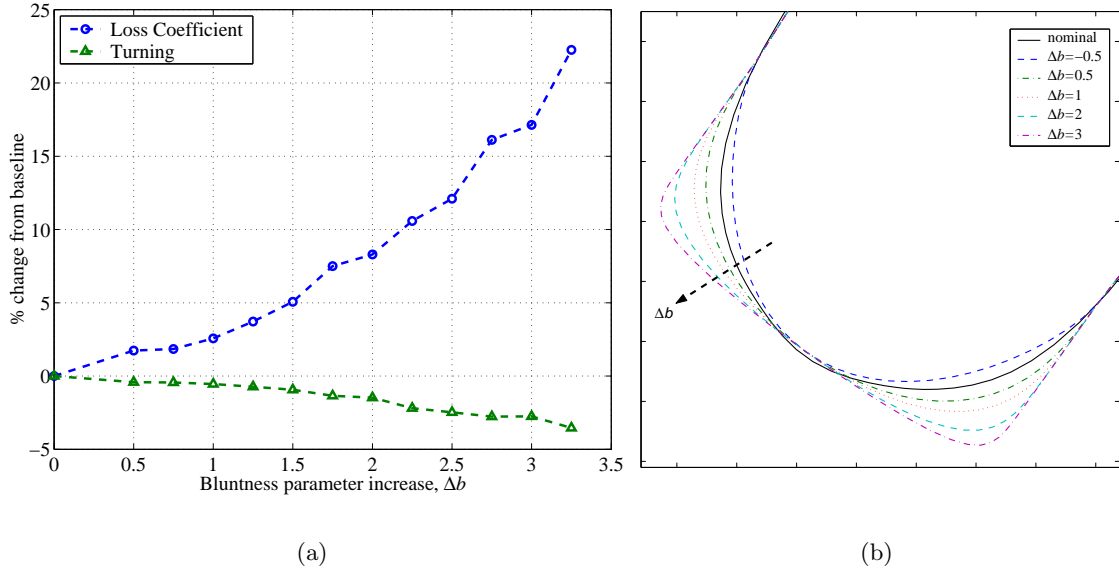 25
20
15
10
5
0
−5
% change from baseline
Loss Coefficient
Turning
0
0.5
1
1.5
2
2.5
3
3.5
Bluntness parameter increase, Δb
(a)
nominal
Δb=−0.5
Δb=0.5
Δb=1
Δb=2
Δb=3
Δb
(b)